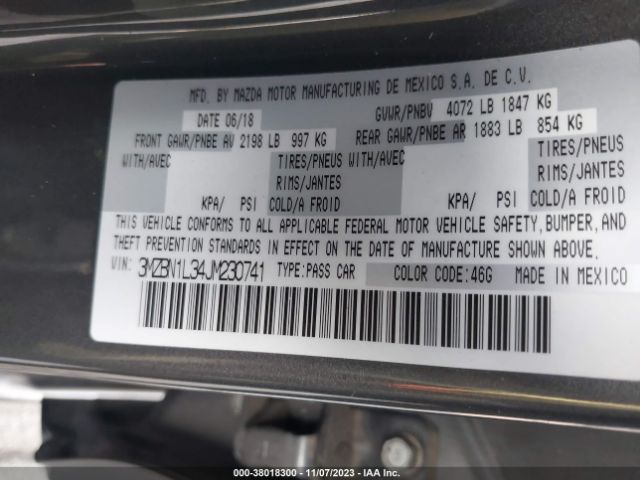 MFD. BY MAZDA MOTOR MANUFACTURING DE MEXICO S.A. DE C.V.
DATE 06/18 GVWR/PNBV 4072 LB 1847 KG
FRONT GAWR/PNBE AV 2198 LB 997 KG REAR GAWR/PNBE AR 1883 LB 854 KG
WITH/AVEC TIRES/PNEUS WITH/AVEC TIRES/PNEUS
RIMS/JANTES RIMS/JANTES
KPA/ PSI COLD/A FROID KPA/ PSI COLD/A FROID
THIS VEHICLE CONFORMS TO ALL APPLICABLE FEDERAL MOTOR VEHICLE SAFETY, BUMPER, AND
THEFT PREVENTION STANDARDS IN EFFECT ON THE DATE OF MANUFACTURE SHOWN ABOVE.
VIN: 3MZBN1L34JM230741 TYPE:PASS CAR COLOR CODE:46G MADE IN MEXICO
000-38018300 - 11/07/2023 - IAA Inc.